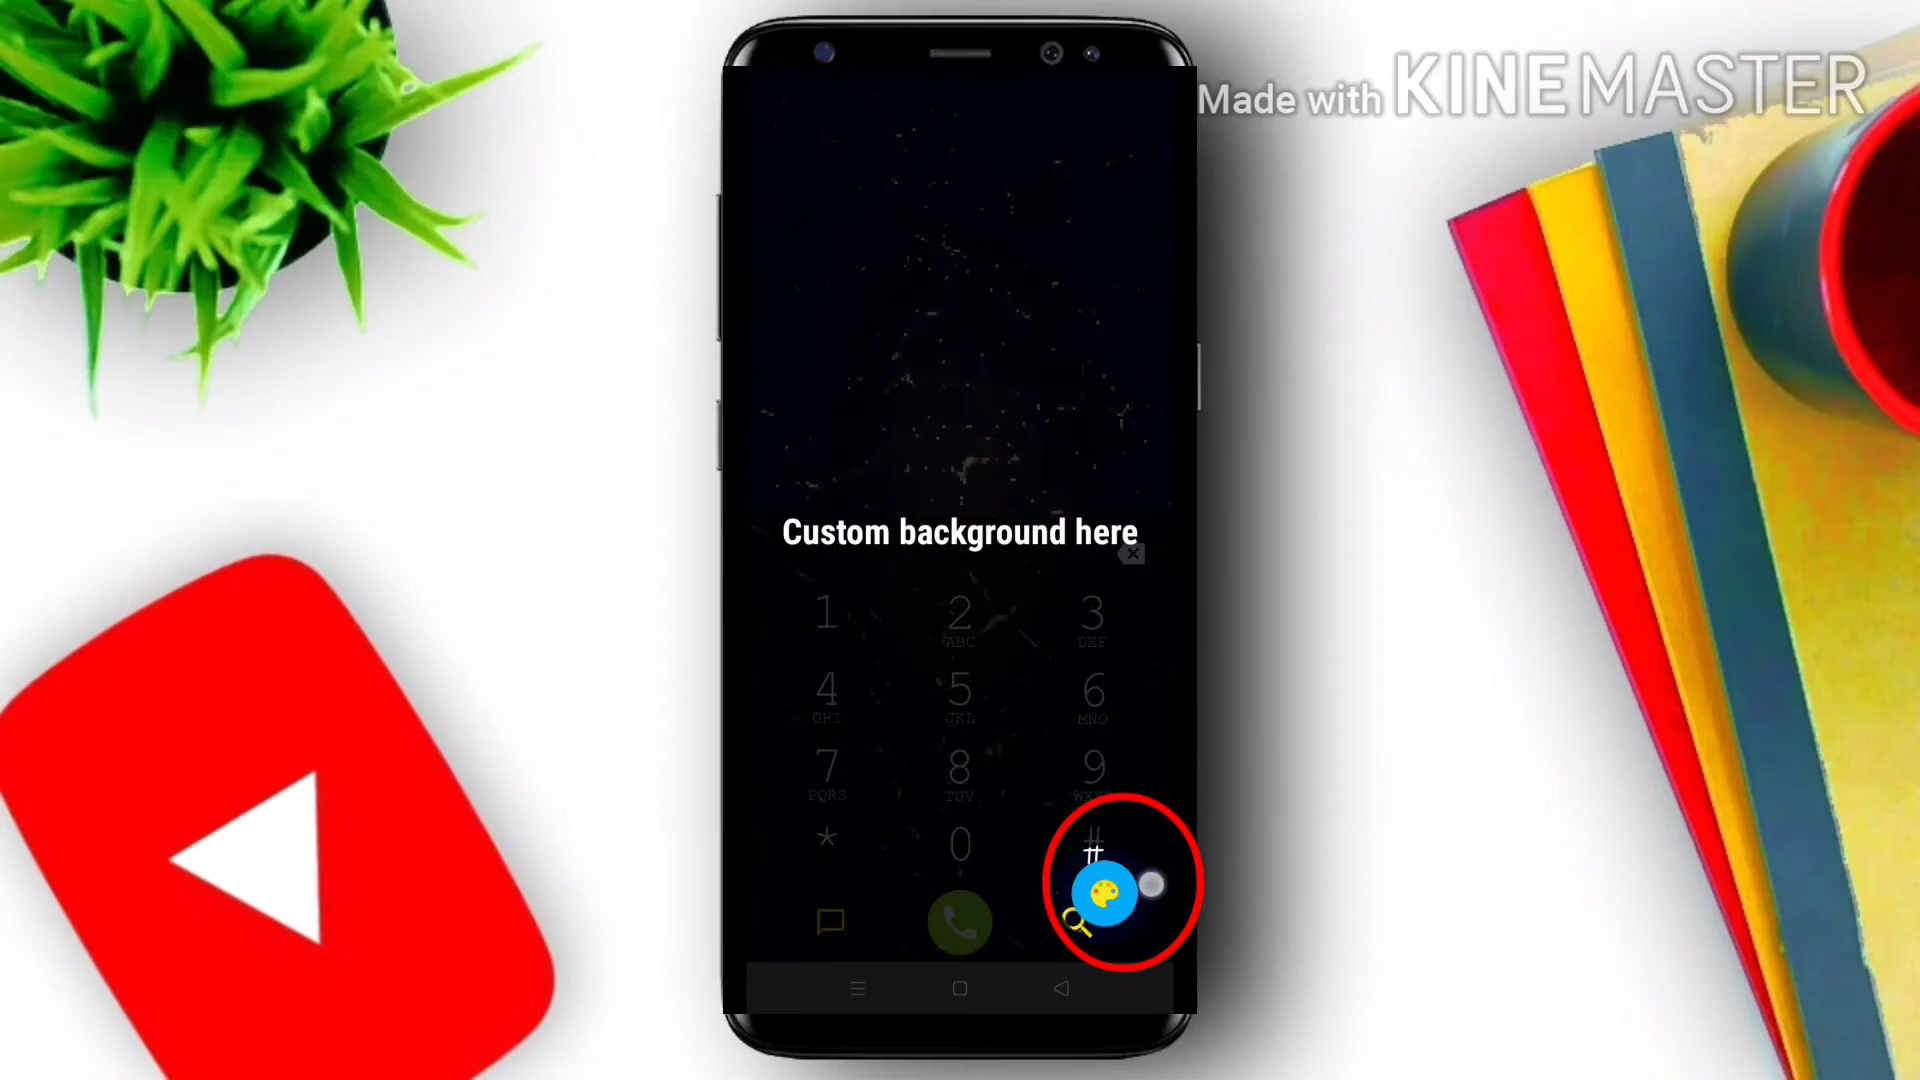 Made with KINEMASTER
Custom background here
1 2 3
ABC DEF
4 5 6
GHI JKL MNO
7 8 9
PQRS TUV WXYZ
* 0 #
+
#